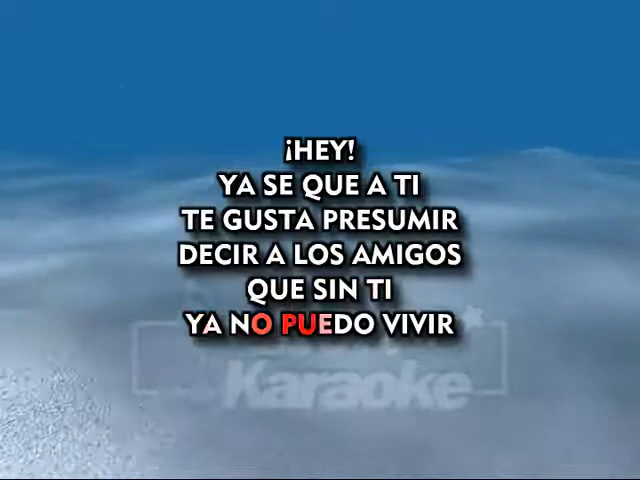 ¡HEY!
YA SE QUE A TI
TE GUSTA PRESUMIR
DECIR A LOS AMIGOS
QUE SIN TI
YA NO PUEDO VIVIR
Karaoke